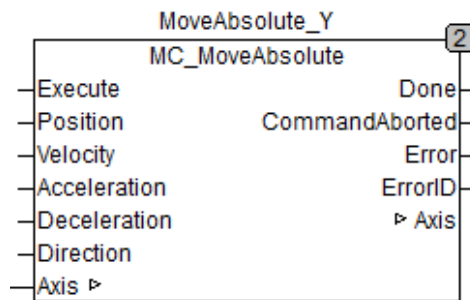 MoveAbsolute_Y
2
MC_MoveAbsolute
Execute Done
Position CommandAborted
Velocity Error
Acceleration ErrorID
Deceleration Axis
Direction
Axis